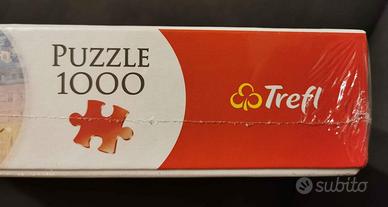 PUZZLE
1000
Trefl
subito